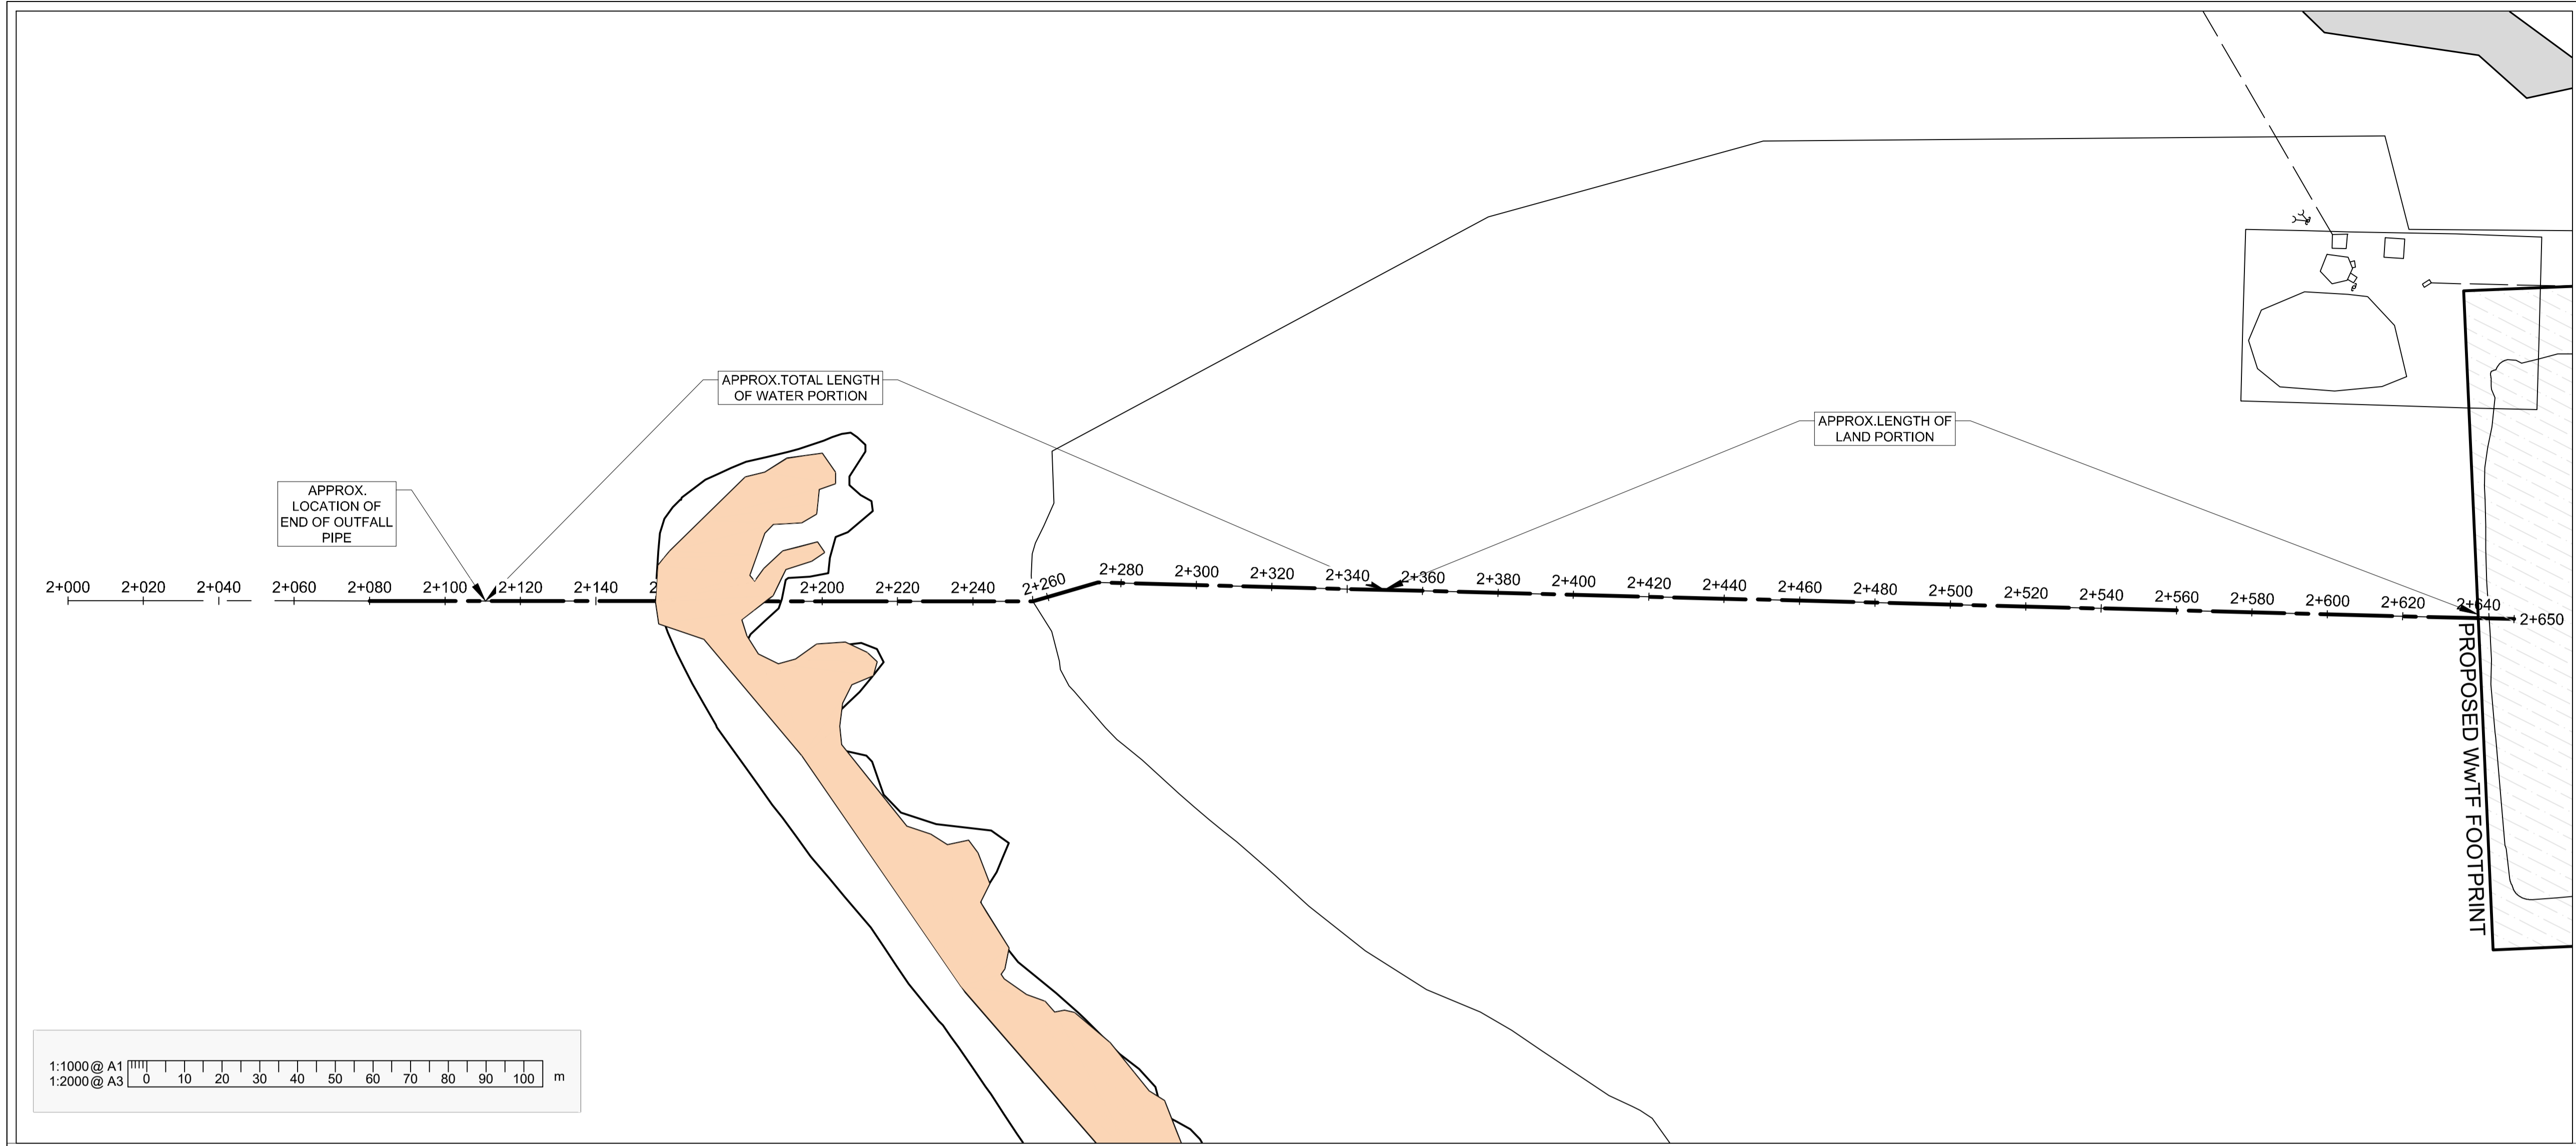 APPROX.TOTAL LENGTH
OF WATER PORTION
APPROX.LENGTH OF
LAND PORTION
APPROX.
LOCATION OF
END OF OUTFALL
PIPE
2+000 2+020 2+040 2+060 2+080 2+100 2+120 2+140 2 2+200 2+220 2+240 2+260 2+280 2+300 2+320 2+340 2+360 2+380 2+400 2+420 2+440 2+460 2+480 2+500 2+520 2+540 2+560 2+580 2+600 2+620 2+640 2+650
PROPOSED WwTF FOOTPRINT
1:1000@ A1
1:2000@ A3
0 10 20 30 40 50 60 70 80 90 100 m